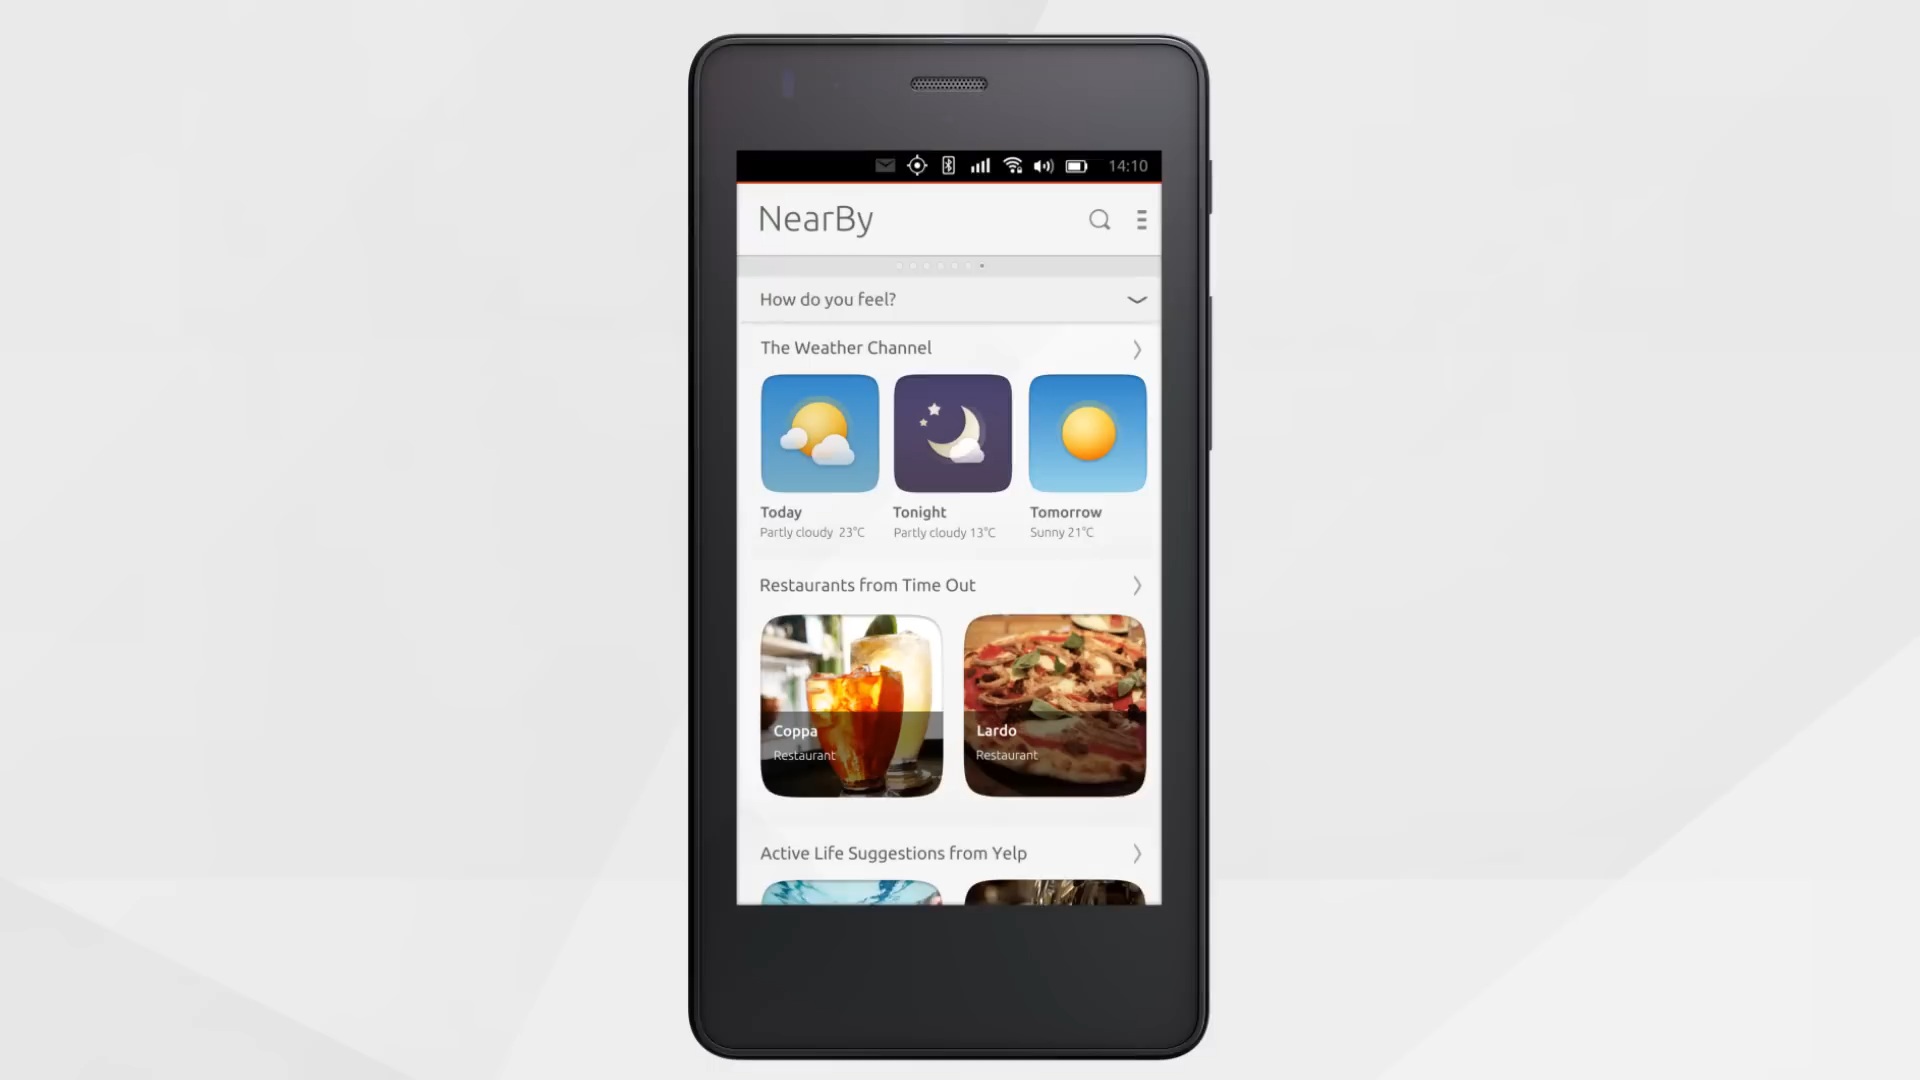 14:10
NearBy
How do you feel?
The Weather Channel
Today
Partly cloudy 23°C
Tonight
Partly cloudy 13°C
Tomorrow
Sunny 21°C
Restaurants from Time Out
Coppa
Restaurant
Lardo
Restaurant
Active Life Suggestions from Yelp